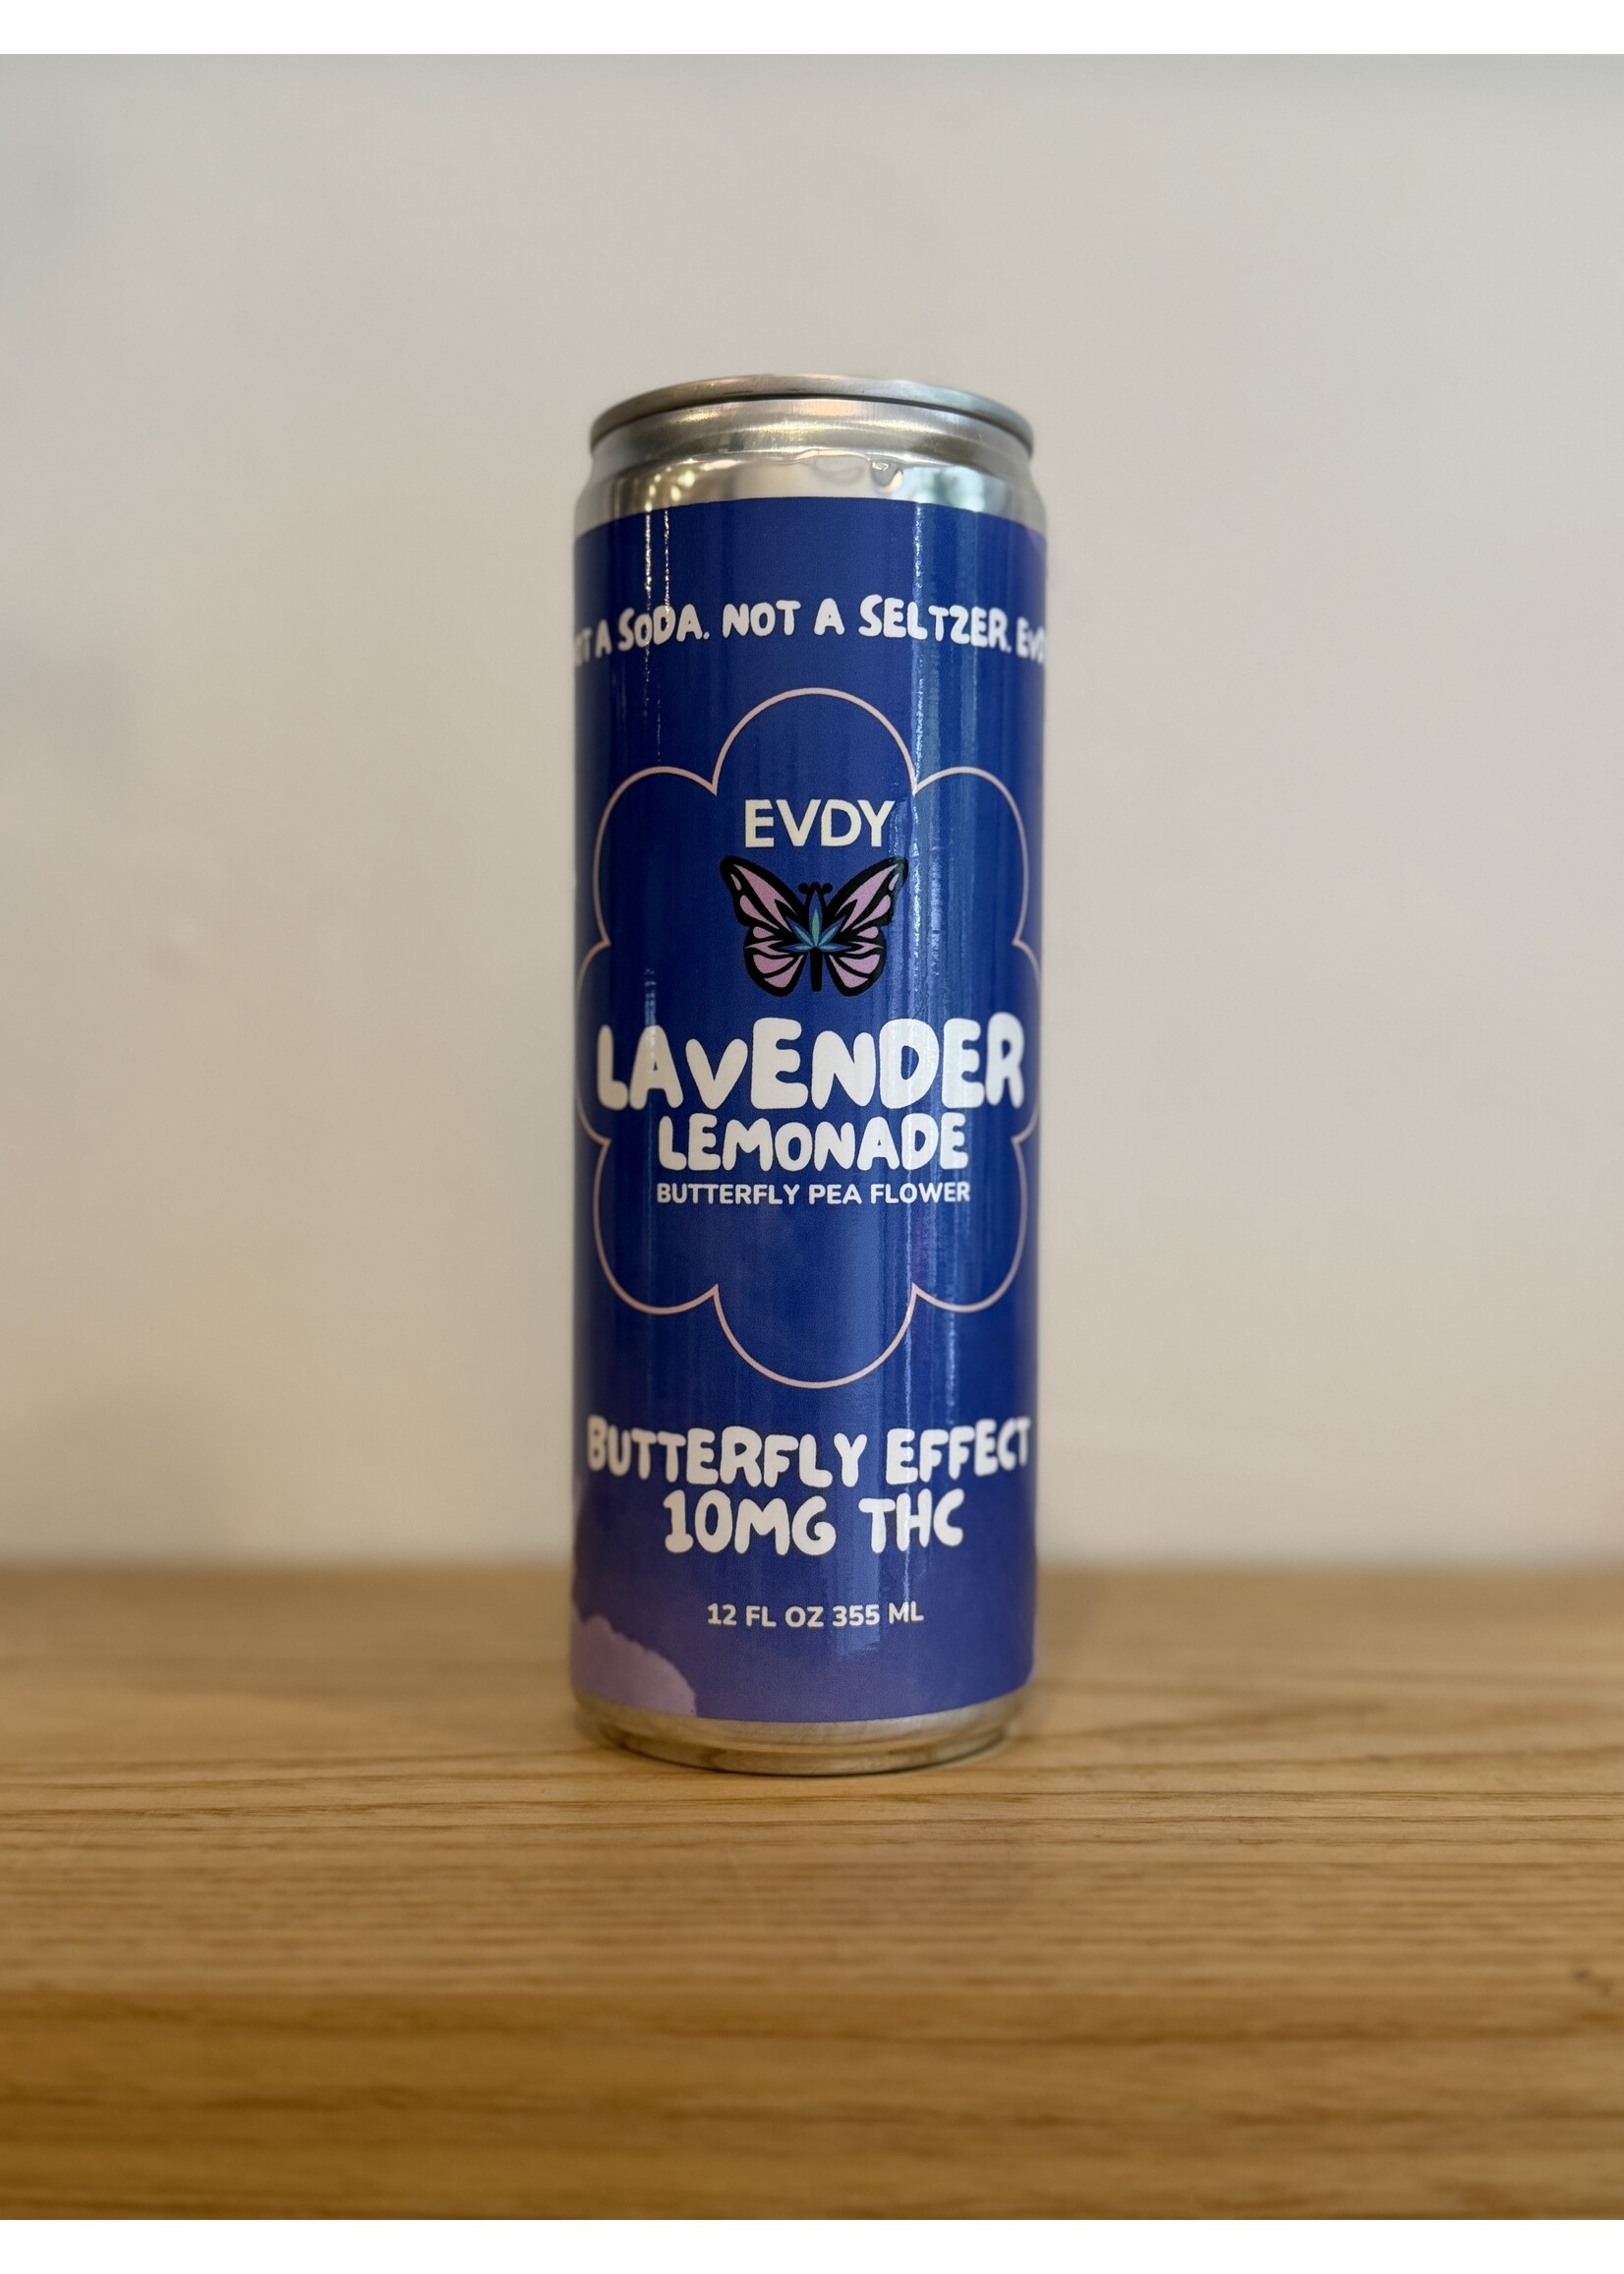 A SODA. NOT A SELTZER.
EVDY
LAVENDER
LEMONADE
BUTTERFLY PEA FLOWER
BUTTERFLY EFFECT
10MG THC
12 FL OZ 355 ML